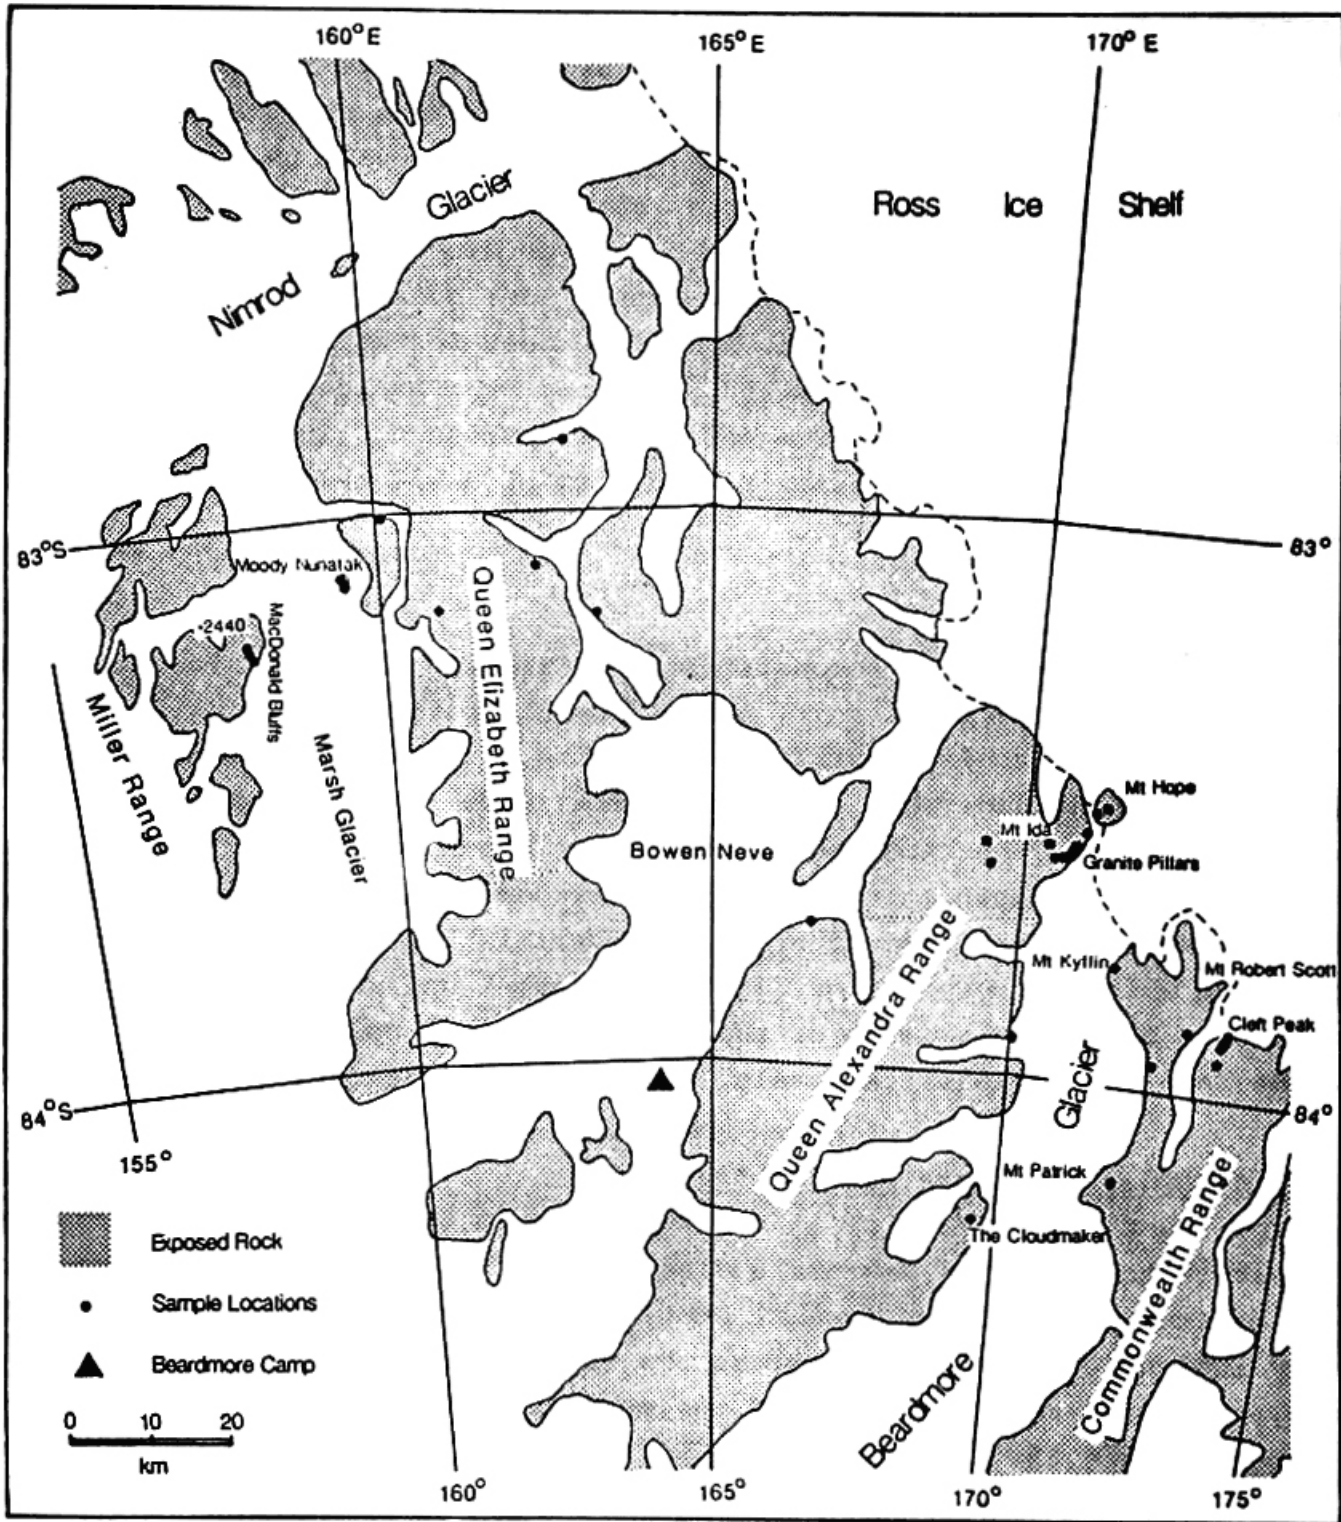 160°E
165°E
170°E
Ross Ice Shelf
Glacier
Nimrod
83°S
83°
Moody Nunatak
2440
MacDonald Bluffs
Queen Elizabeth Range
Miller Range
Marsh Glacier
Mt Hope
Mt Ida
Bowen Neve
Granite Pillars
Queen Alexandra Range
Mt Kyffin
Mt Robert Scott
Cleft Peak
Glacier
84°S
84°
155°
Mt Patrick
The Cloudmaker
Commonwealth Range
Exposed Rock
Sample Locations
Beardmore Camp
Beardmore
0 10 20
km
160°
165°
170°
175°